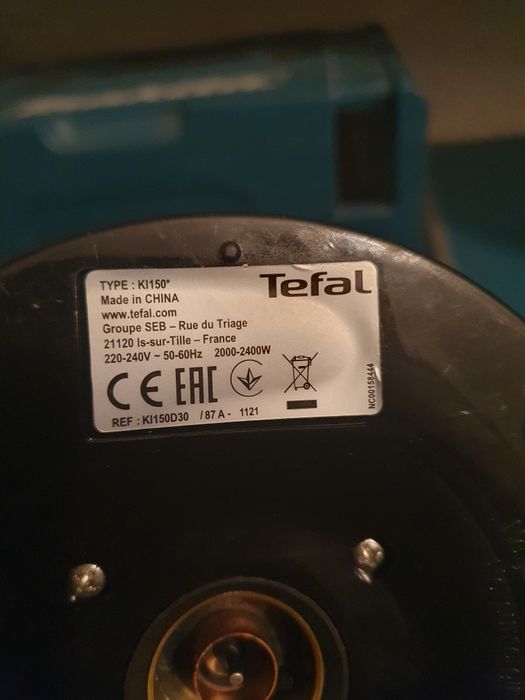 TYPE : KI150*
Tefal
Made in CHINA
www.tefal.com
Groupe SEB – Rue du Triage
21120 Is-sur-Tille – France
220-240V ~ 50-60Hz 2000-2400W
CE EAC
REF : KI150D30 / 87 A - 1121
NC00158444